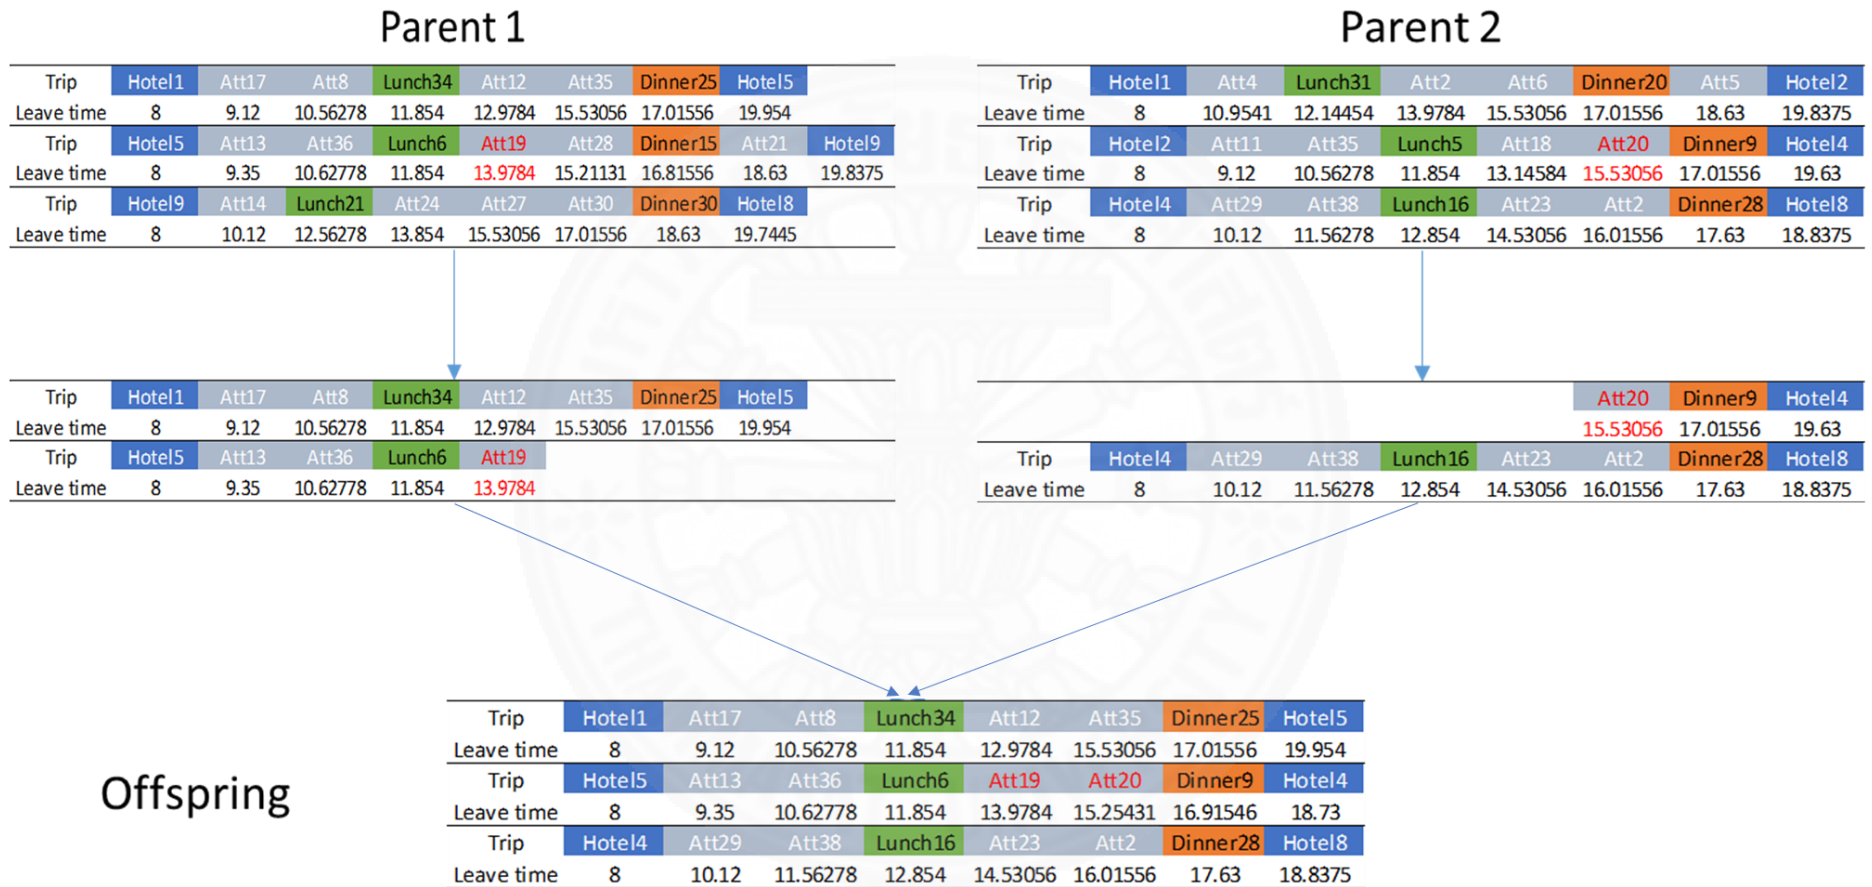 Parent 1
Parent 2
Trip Hotel1 Att17 Att8 Lunch34 Att12 Att35 Dinner25 Hotel5
Leave time 8 9.12 10.56278 11.854 12.9784 15.53056 17.01556 19.954
Trip Hotel5 Att13 Att36 Lunch6 Att19 Att28 Dinner15 Att21 Hotel9
Leave time 8 9.35 10.62778 11.854 13.9784 15.21131 16.81556 18.63 19.8375
Trip Hotel9 Att14 Lunch21 Att24 Att27 Att30 Dinner30 Hotel8
Leave time 8 10.12 12.56278 13.854 15.53056 17.01556 18.63 19.7445
Trip Hotel1 Att4 Lunch31 Att2 Att6 Dinner20 Att5 Hotel2
Leave time 8 10.9541 12.14454 13.9784 15.53056 17.01556 18.63 19.8375
Trip Hotel2 Att11 Att35 Lunch5 Att18 Att20 Dinner9 Hotel4
Leave time 8 9.12 10.56278 11.854 13.14584 15.53056 17.01556 19.63
Trip Hotel4 Att29 Att38 Lunch16 Att23 Att2 Dinner28 Hotel8
Leave time 8 10.12 11.56278 12.854 14.53056 16.01556 17.63 18.8375
Trip Hotel1 Att17 Att8 Lunch34 Att12 Att35 Dinner25 Hotel5
Leave time 8 9.12 10.56278 11.854 12.9784 15.53056 17.01556 19.954
Trip Hotel5 Att13 Att36 Lunch6 Att19
Leave time 8 9.35 10.62778 11.854 13.9784
Att20 Dinner9 Hotel4
15.53056 17.01556 19.63
Trip Hotel4 Att29 Att38 Lunch16 Att23 Att2 Dinner28 Hotel8
Leave time 8 10.12 11.56278 12.854 14.53056 16.01556 17.63 18.8375
Offspring
Trip Hotel1 Att17 Att8 Lunch34 Att12 Att35 Dinner25 Hotel5
Leave time 8 9.12 10.56278 11.854 12.9784 15.53056 17.01556 19.954
Trip Hotel5 Att13 Att36 Lunch6 Att19 Att20 Dinner9 Hotel4
Leave time 8 9.35 10.62778 11.854 13.9784 15.25431 16.91546 18.73
Trip Hotel4 Att29 Att38 Lunch16 Att23 Att2 Dinner28 Hotel8
Leave time 8 10.12 11.56278 12.854 14.53056 16.01556 17.63 18.8375